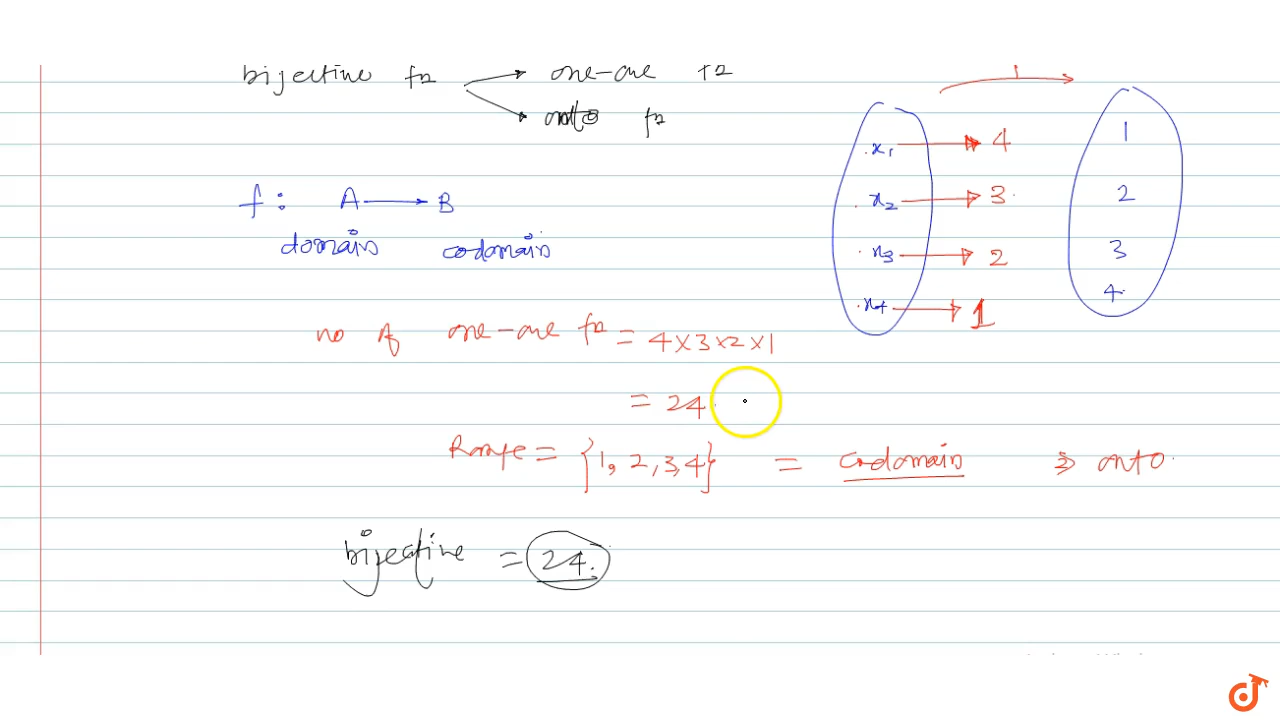 bijective fn → one-one fn
→ onto fn
f : A → B
domain codomain
f
x1 → 4 1
x2 → 3 2
x3 → 2 3
x4 → 1 4
no of one-one fn = 4×3×2×1
= 24.
Range = {1, 2, 3, 4} = codomain ⇒ onto.
bijective = 24.